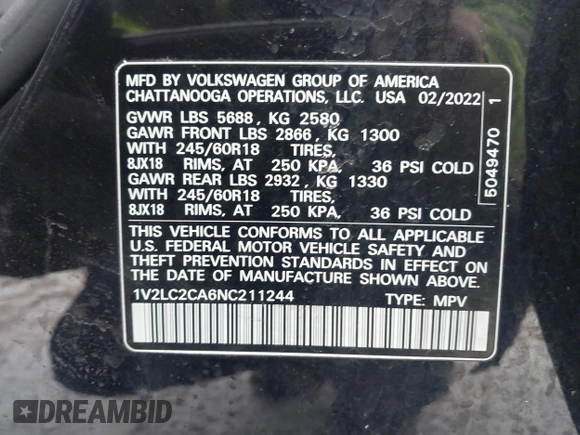 MFD BY VOLKSWAGEN GROUP OF AMERICA
CHATTANOOGA OPERATIONS, LLC. USA 02/2022
GVWR LBS 5688, KG 2580
GAWR FRONT LBS 2866, KG 1300
WITH 245/60R18 TIRES,
8JX18 RIMS, AT 250 KPA, 36 PSI COLD
GAWR REAR LBS 2932, KG 1330
WITH 245/60R18 TIRES,
8JX18 RIMS, AT 250 KPA, 36 PSI COLD
THIS VEHICLE CONFORMS TO ALL APPLICABLE
U.S. FEDERAL MOTOR VEHICLE SAFETY AND
THEFT PREVENTION STANDARDS IN EFFECT ON
THE DATE OF MANUFACTURE SHOWN ABOVE.
1V2LC2CA6NC211244 TYPE: MPV
5049470 1
DREAMBID